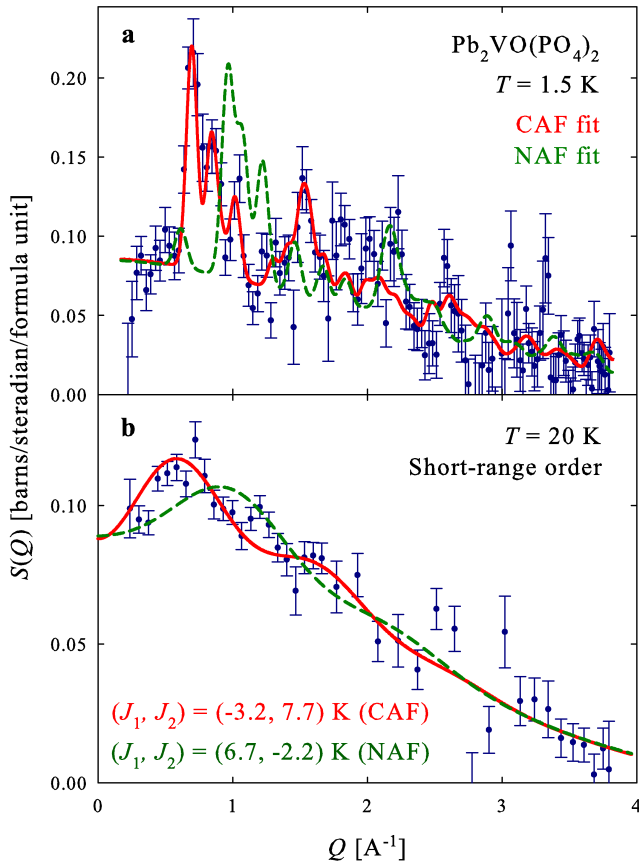 a
Pb₂VO(PO₄)₂
T = 1.5 K
CAF fit
NAF fit
0.20
0.15
0.10
0.05
0.00
S(Q) [barns/steradian/formula unit]
b
T = 20 K
Short-range order
0.10
0.05
0.00
(J₁, J₂) = (-3.2, 7.7) K (CAF)
(J₁, J₂) = (6.7, -2.2) K (NAF)
0 1 2 3 4
Q [A⁻¹]